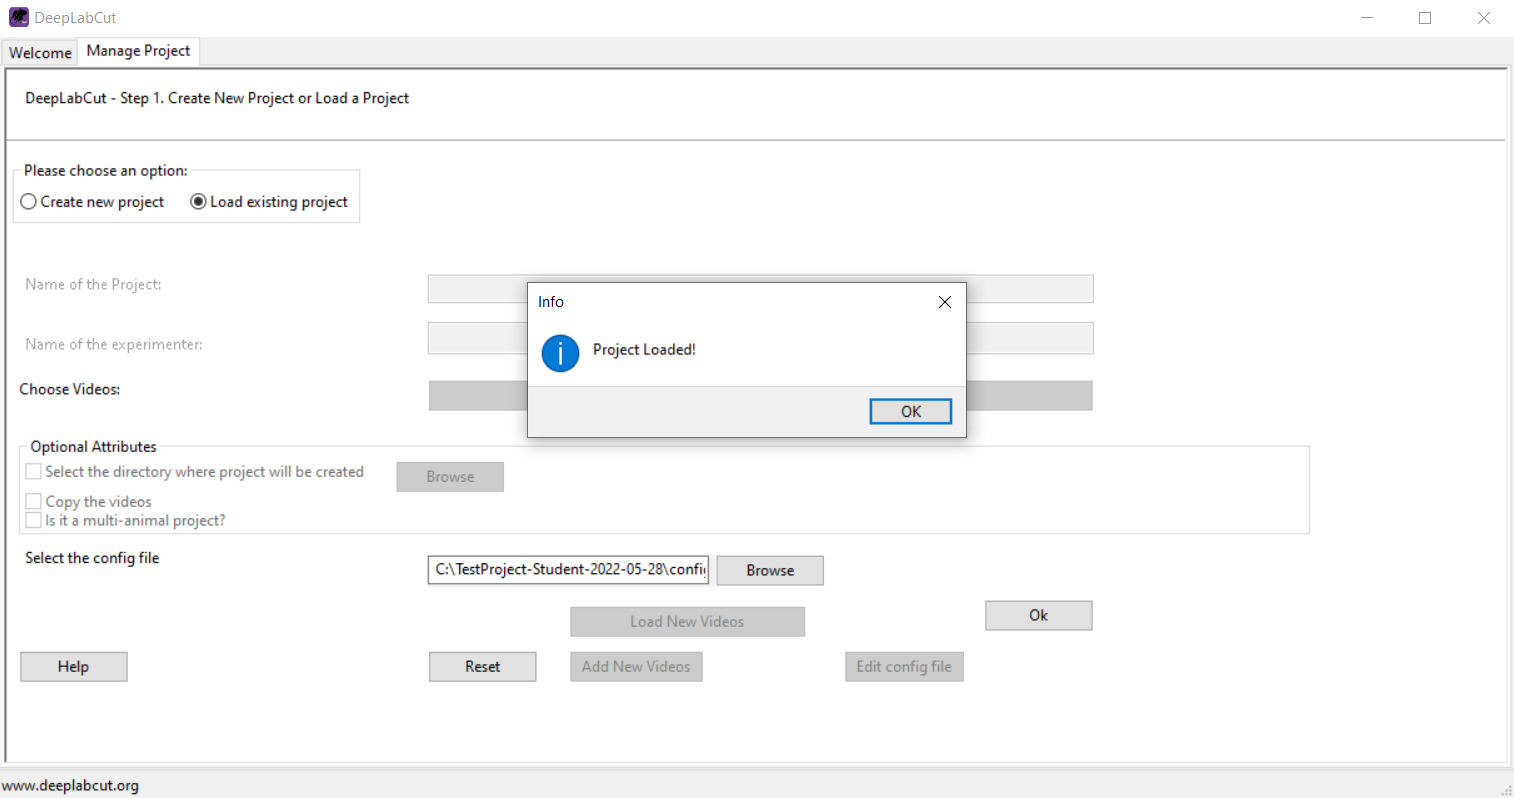 DeepLabCut
Welcome
Manage Project
DeepLabCut - Step 1. Create New Project or Load a Project
Please choose an option:
Create new project
Load existing project
Name of the Project:
Info
Project Loaded!
OK
Name of the experimenter:
Choose Videos:
Optional Attributes
Select the directory where project will be created
Browse
Copy the videos
Is it a multi-animal project?
Select the config file
C:\TestProject-Student-2022-05-28\config
Browse
Load New Videos
Ok
Help
Reset
Add New Videos
Edit config file
www.deeplabcut.org